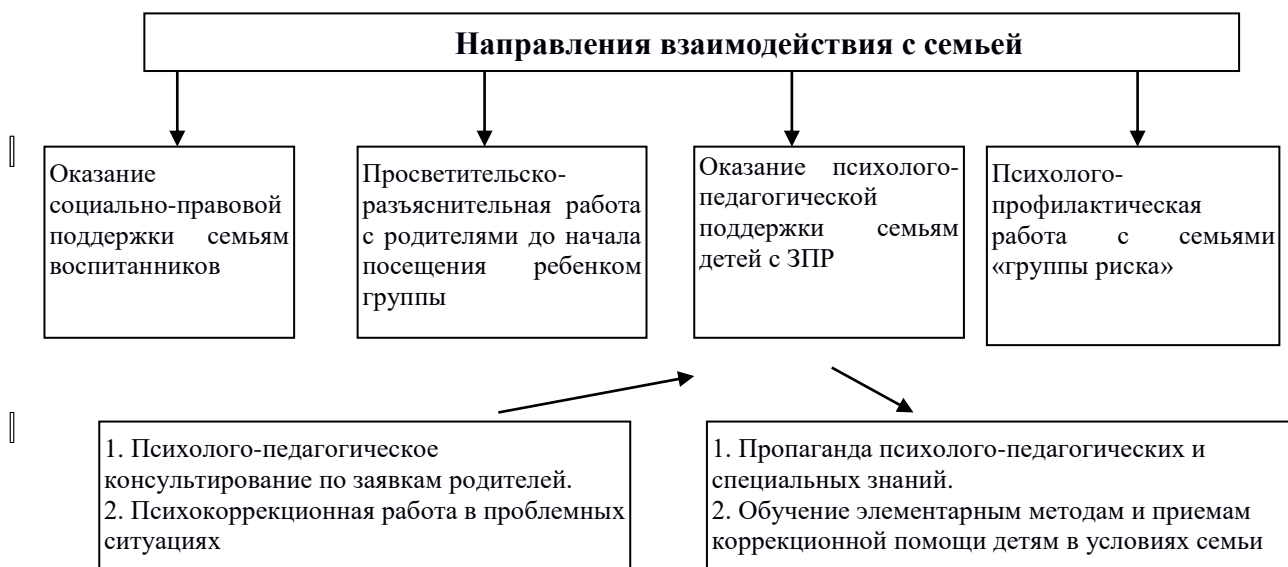 Направления взаимодействия с семьей
Оказание
социально-правовой
поддержки семьям
воспитанников
Просветительско-
разъяснительная работа
с родителями до начала
посещения ребенком
группы
Оказание психолого-
педагогической
поддержки семьям
детей с ЗПР
Психолого-
профилактическая
работа с семьями
«группы риска»
1. Психолого-педагогическое
консультирование по заявкам родителей.
2. Психокоррекционная работа в проблемных
ситуациях
1. Пропаганда психолого-педагогических и
специальных знаний.
2. Обучение элементарным методам и приемам
коррекционной помощи детям в условиях семьи